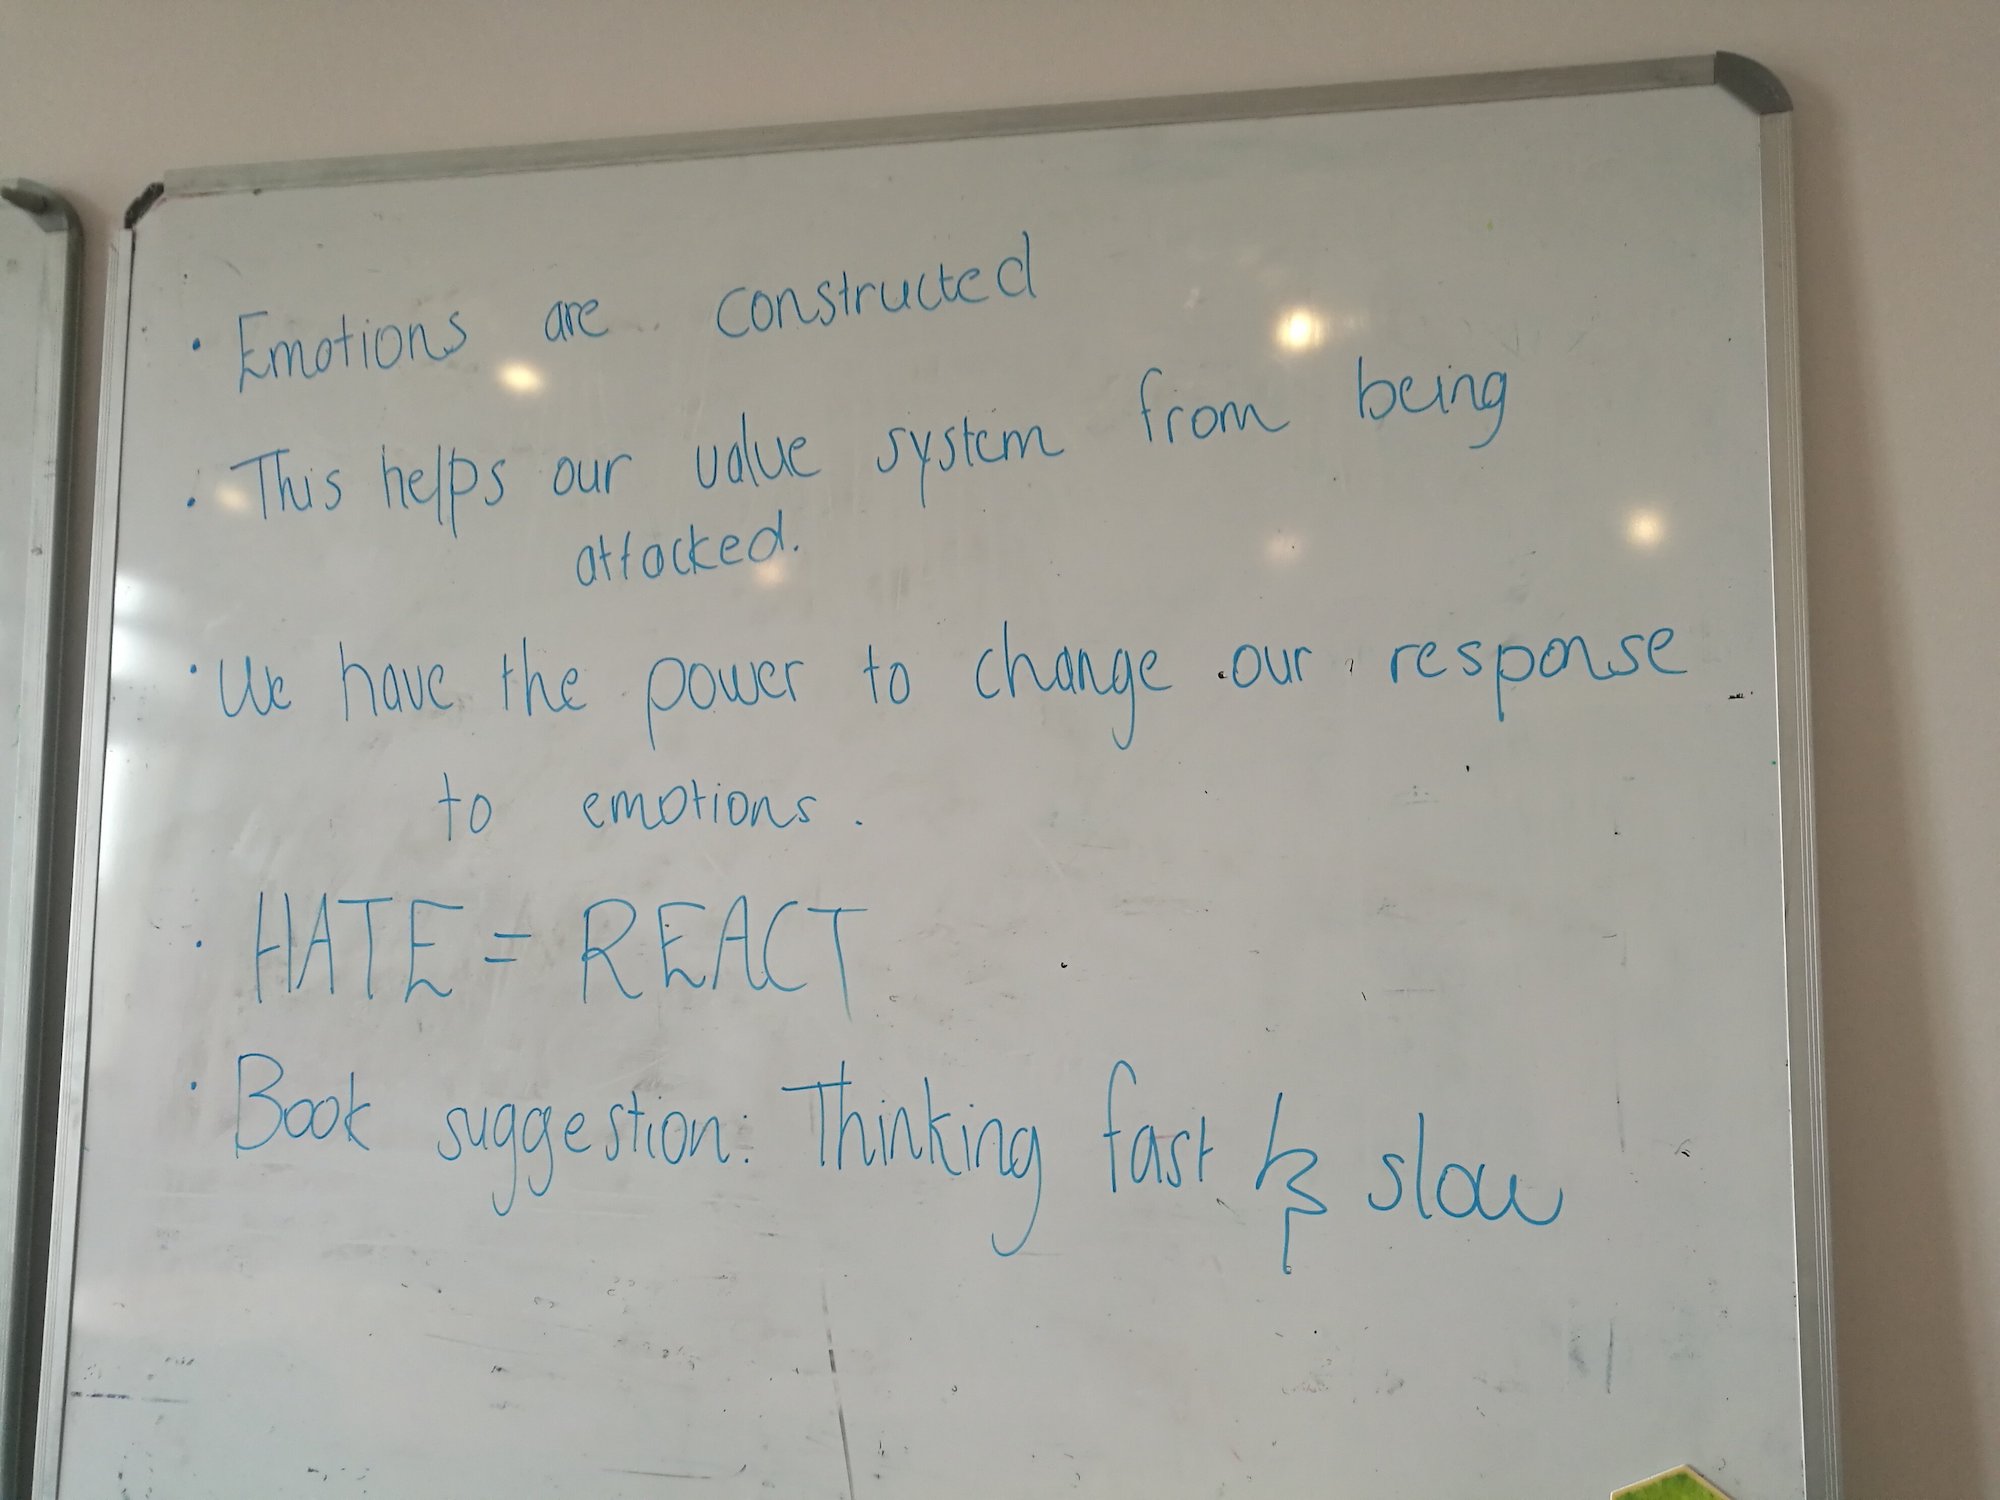 • Emotions are constructed
• This helps our value system from being
attacked.
• We have the power to change our response
to emotions.
• HATE = REACT
• Book suggestion: Thinking fast & slow